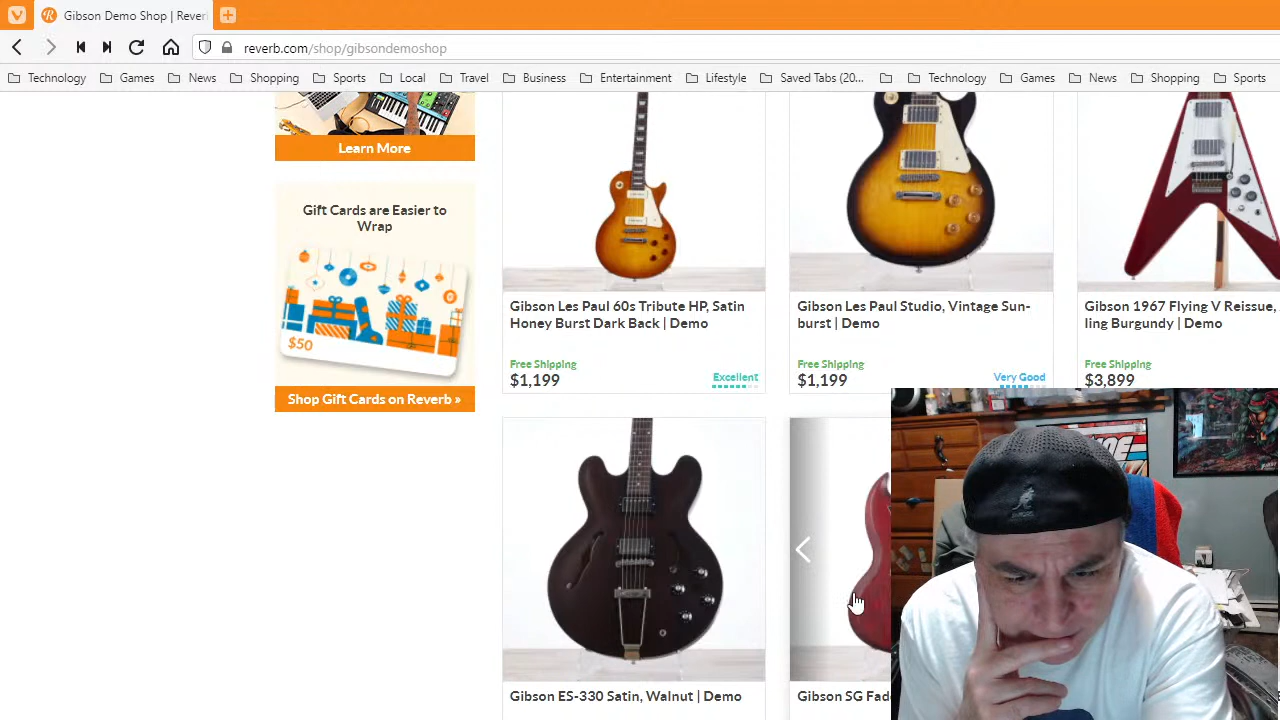 Gibson Demo Shop | Rever
reverb.com/shop/gibsondemoshop
Technology Games News Shopping Sports Local Travel Business Entertainment Lifestyle Saved Tabs (20... Technology Games News Shopping Sports
Learn More
Gift Cards are Easier to
Wrap
$50
Shop Gift Cards on Reverb »
Gibson Les Paul 60s Tribute HP, Satin
Honey Burst Dark Back | Demo
Free Shipping
$1,199
Excellent
Gibson Les Paul Studio, Vintage Sun-
burst | Demo
Free Shipping
$1,199
Very Good
Gibson 1967 Flying V Reissue,
ling Burgundy | Demo
Free Shipping
$3,899
Gibson ES-330 Satin, Walnut | Demo
Gibson SG Fad
KANGOL